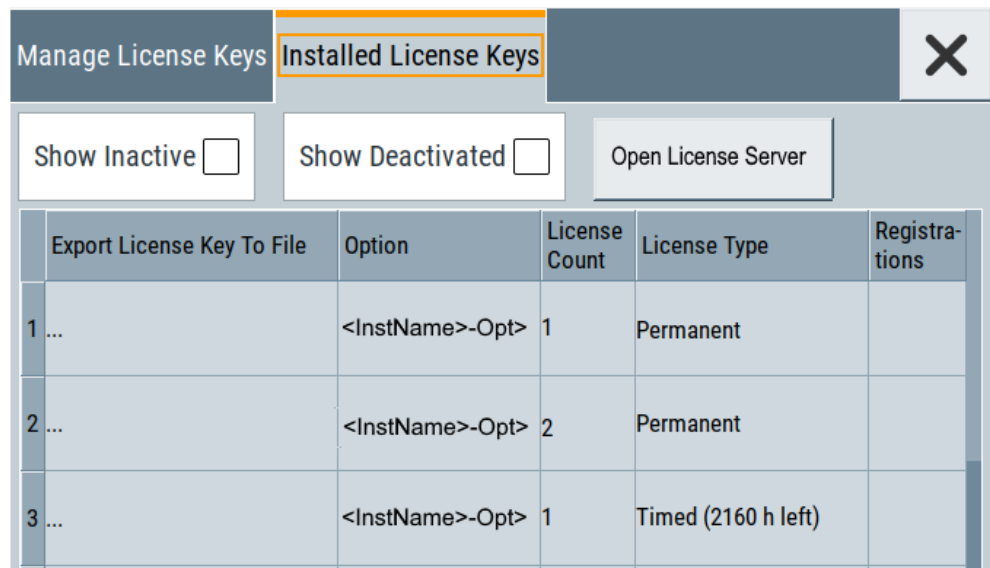 Manage License Keys Installed License Keys
Show Inactive Show Deactivated Open License Server
Export License Key To File Option License Count License Type Registra-tions
1 ... <InstName>-Opt> 1 Permanent
2 ... <InstName>-Opt> 2 Permanent
3 ... <InstName>-Opt> 1 Timed (2160 h left)